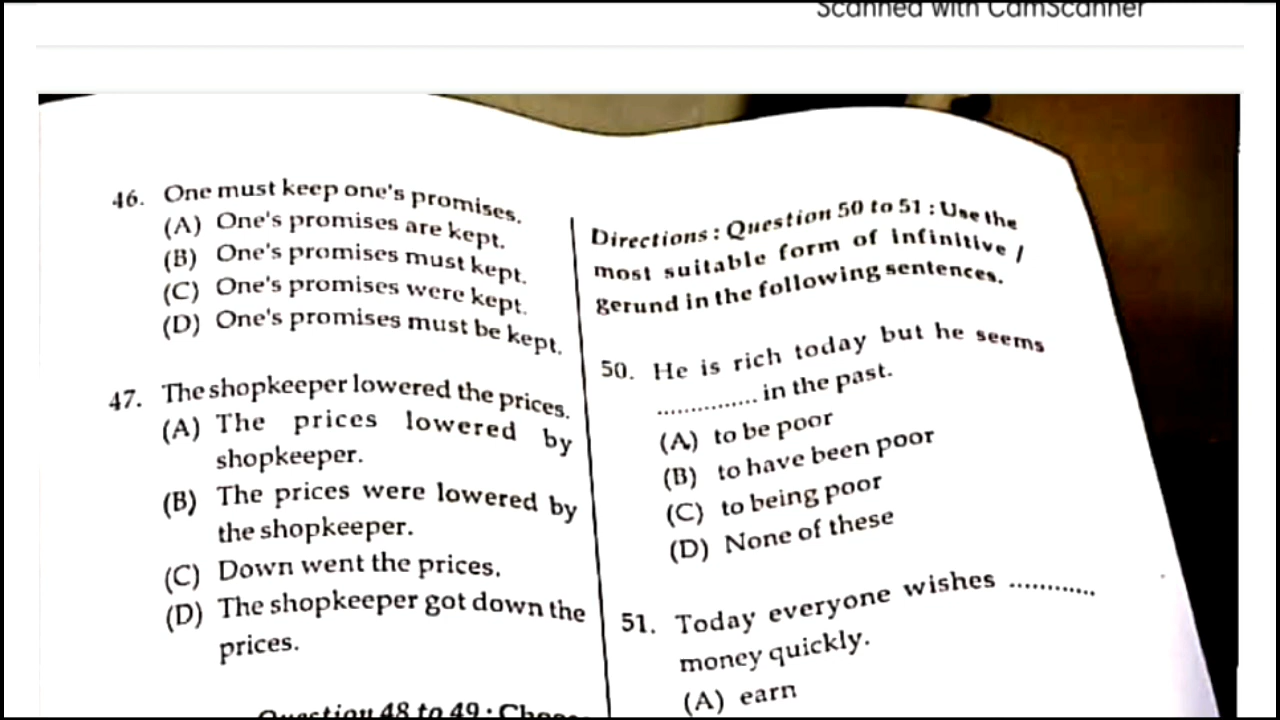 Scanned with CamScanner
46. One must keep one's promises.
(A) One's promises are kept.
(B) One's promises must kept.
(C) One's promises were kept.
(D) One's promises must be kept.
47. The shopkeeper lowered the prices.
(A) The prices lowered by
shopkeeper.
(B) The prices were lowered by
the shopkeeper.
(C) Down went the prices.
(D) The shopkeeper got down the
prices.
Question 48 to 49 : Choose
Directions : Question 50 to 51 : Use the
most suitable form of infinitive /
gerund in the following sentences.
50. He is rich today but he seems
............... in the past.
(A) to be poor
(B) to have been poor
(C) to being poor
(D) None of these
51. Today everyone wishes ............
money quickly.
(A) earn